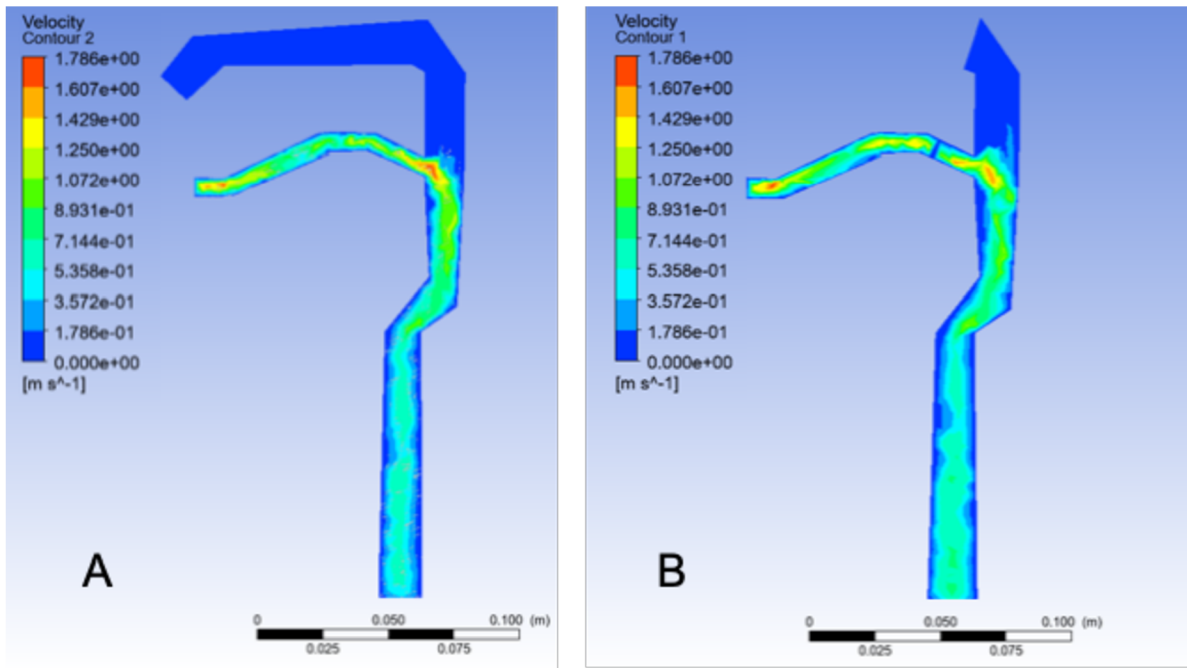 Velocity
Contour 2
1.786e+00
1.607e+00
1.429e+00
1.250e+00
1.072e+00
8.931e-01
7.144e-01
5.358e-01
3.572e-01
1.786e-01
0.000e+00
[m s^-1]
A
0 0.050 0.100 (m)
0.025 0.075
Velocity
Contour 1
1.786e+00
1.607e+00
1.429e+00
1.250e+00
1.072e+00
8.931e-01
7.144e-01
5.358e-01
3.572e-01
1.786e-01
0.000e+00
[m s^-1]
B
0 0.050 0.100 (m)
0.025 0.075